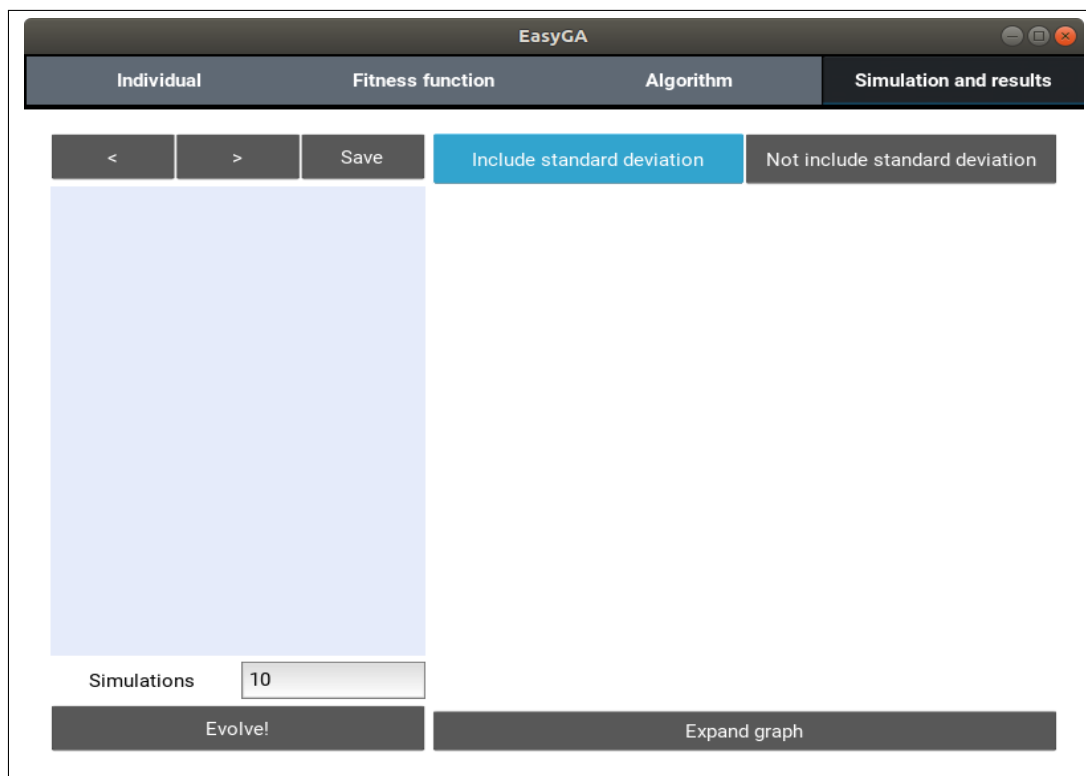 EasyGA
Individual Fitness function Algorithm Simulation and results
< > Save Include standard deviation Not include standard deviation
Simulations 10
Evolve! Expand graph